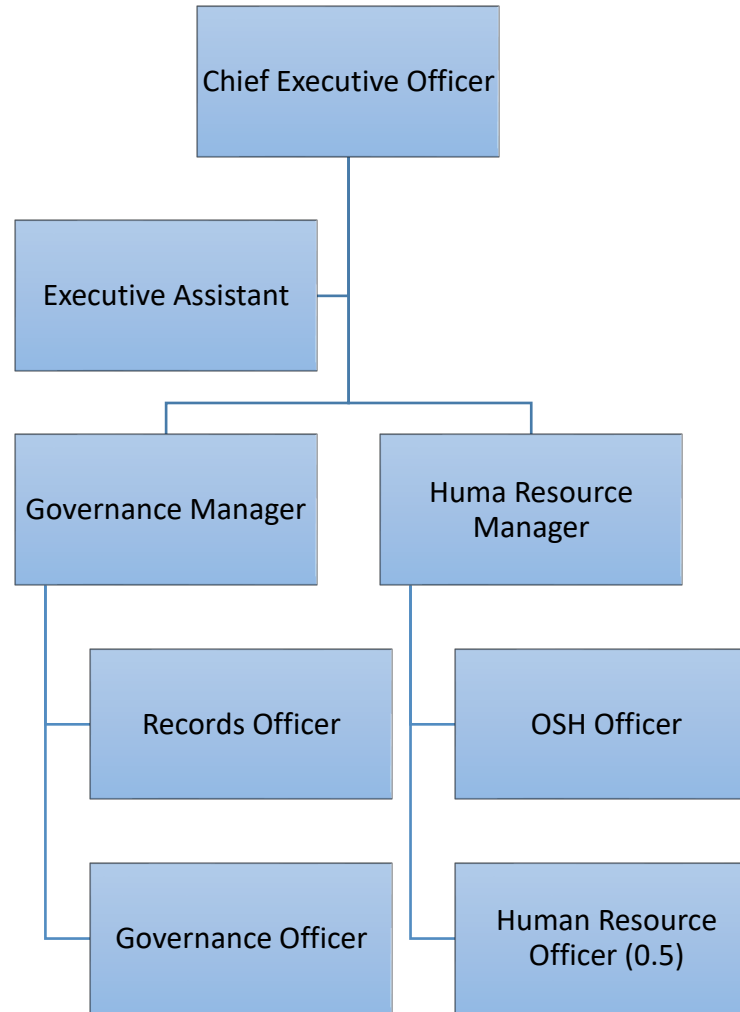 Chief Executive Officer
Executive Assistant
Governance Manager
Huma Resource
Manager
Records Officer
OSH Officer
Governance Officer
Human Resource
Officer (0.5)